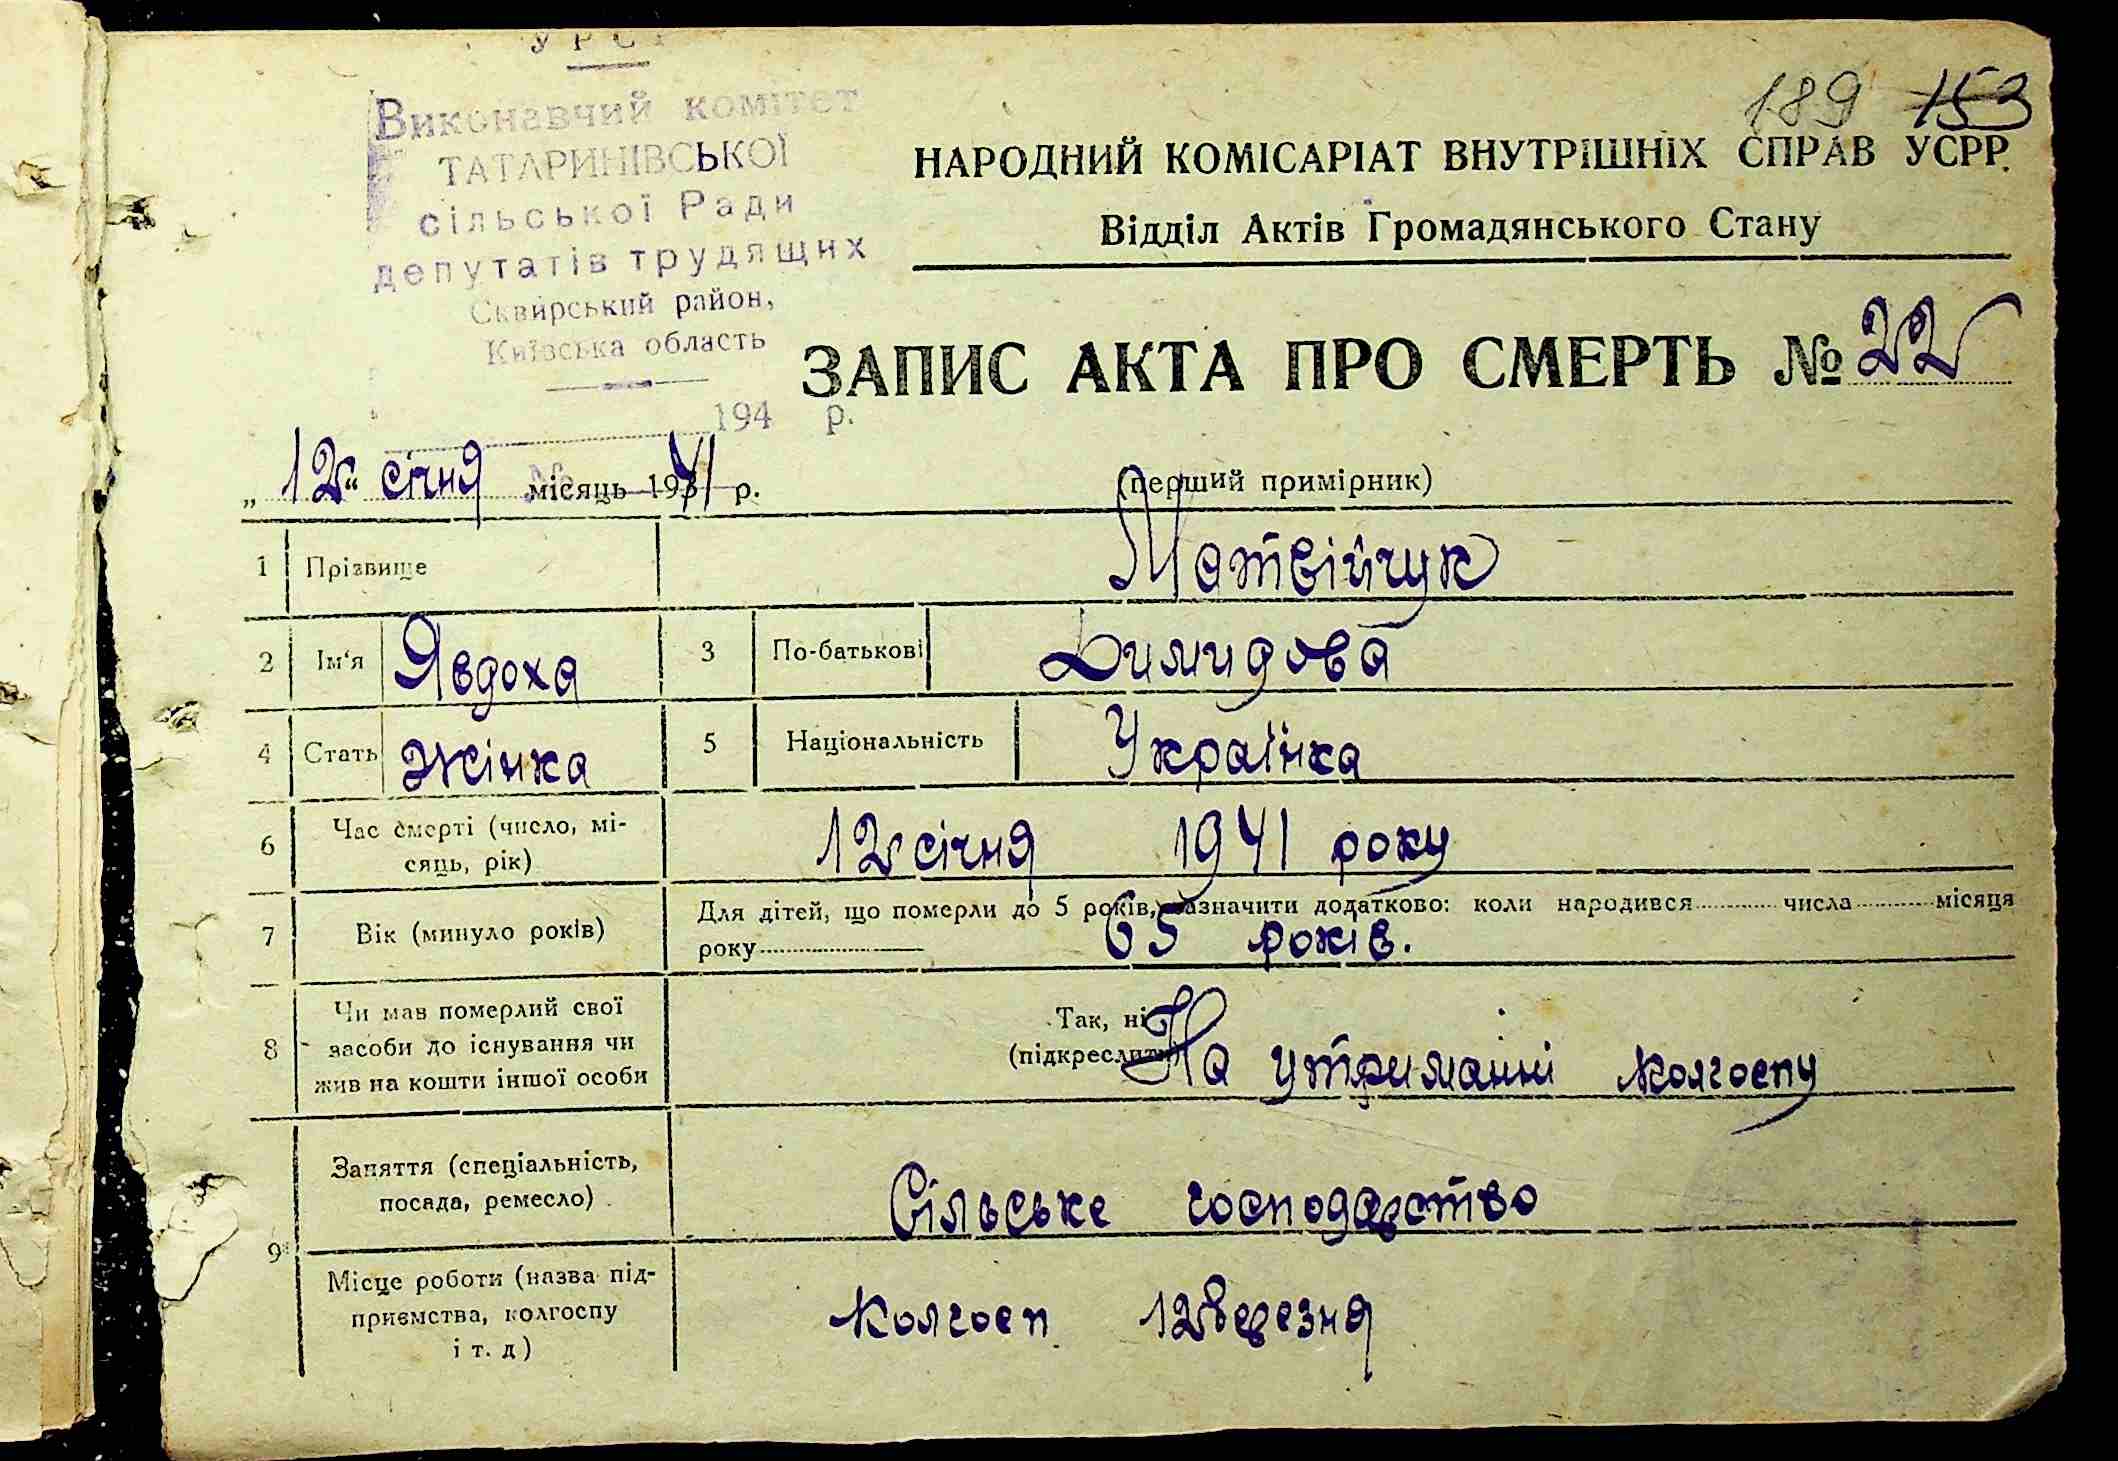 УРСР
189 153
Виконавчий комітет
ТАТАРИНІВСЬКОЇ
сільської Ради
депутатів трудящих
Сквирський район,
Київська область
194 р.
НАРОДНИЙ КОМІСАРІАТ ВНУТРІШНІХ СПРАВ УСРР.
Відділ Актів Громадянського Стану
ЗАПИС АКТА ПРО СМЕРТЬ № 22
„12“ січня місяць 1941 р.
(перший примірник)
1 Прізвище Матвійчук
2 Ім'я Явдоха 3 По-батькові Димидова
4 Стать жінка 5 Національність Українка
6 Час смерті (число, мі-
сяць, рік) 12 січня 1941 року
7 Вік (минуло років) Для дітей, що померли до 5 років, зазначити додатково: коли народився числа місяця
року 65 років.
8 Чи мав померлий свої
засоби до існування чи
жив на кошти іншої особи
Так, ні
(підкреслити) На утриманні колгоспу
9 Заняття (спеціальність,
посада, ремесло) Сільське господарство
Місце роботи (назва під-
приємства, колгоспу
і т. д) Колгосп 12 березня